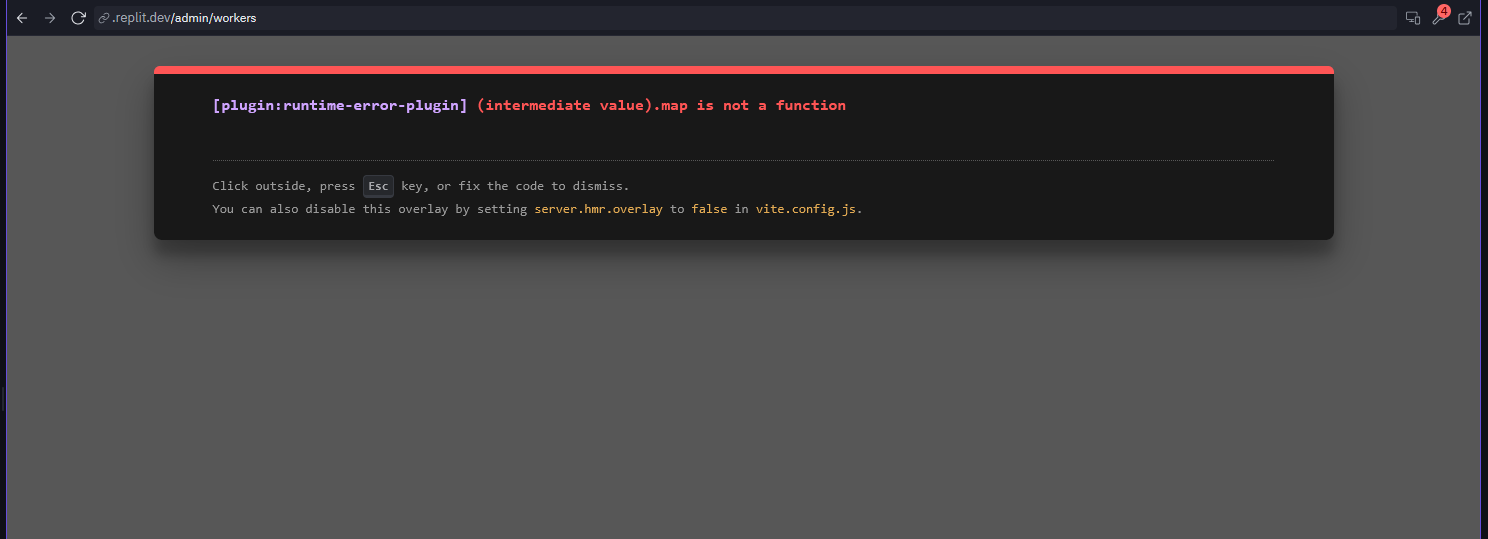 .replit.dev/admin/workers
4
[plugin:runtime-error-plugin] (intermediate value).map is not a function
Click outside, press Esc key, or fix the code to dismiss.
You can also disable this overlay by setting server.hmr.overlay to false in vite.config.js.